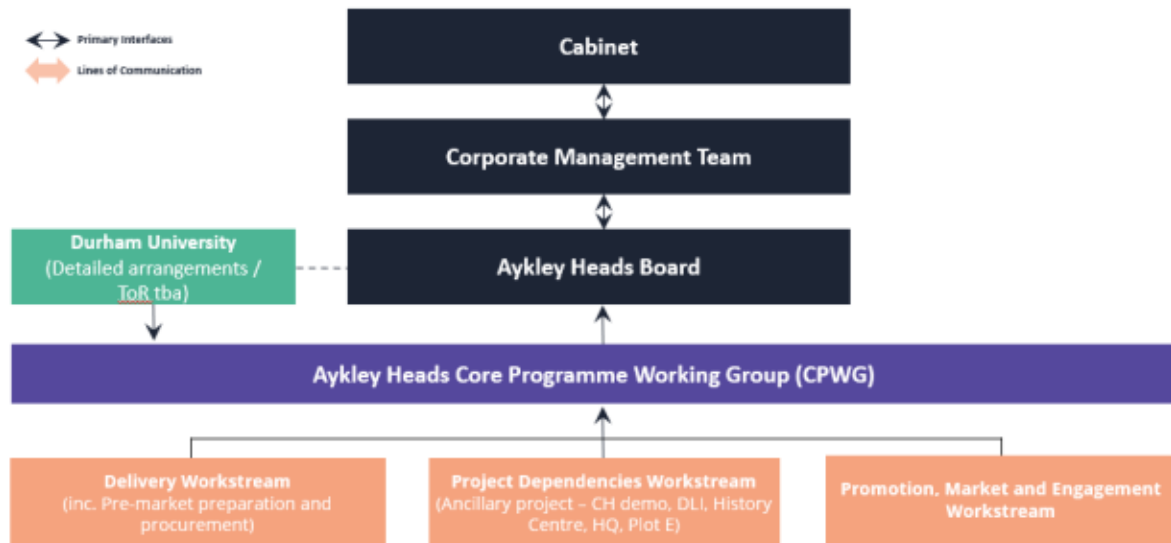 Primary Interfaces
Lines of Communication
Cabinet
Corporate Management Team
Durham University
(Detailed arrangements /
ToR tba)
Aykley Heads Board
Aykley Heads Core Programme Working Group (CPWG)
Delivery Workstream
(inc. Pre-market preparation and
procurement)
Project Dependencies Workstream
(Ancillary project – CH demo, DLI, History
Centre, HQ, Plot E)
Promotion, Market and Engagement
Workstream